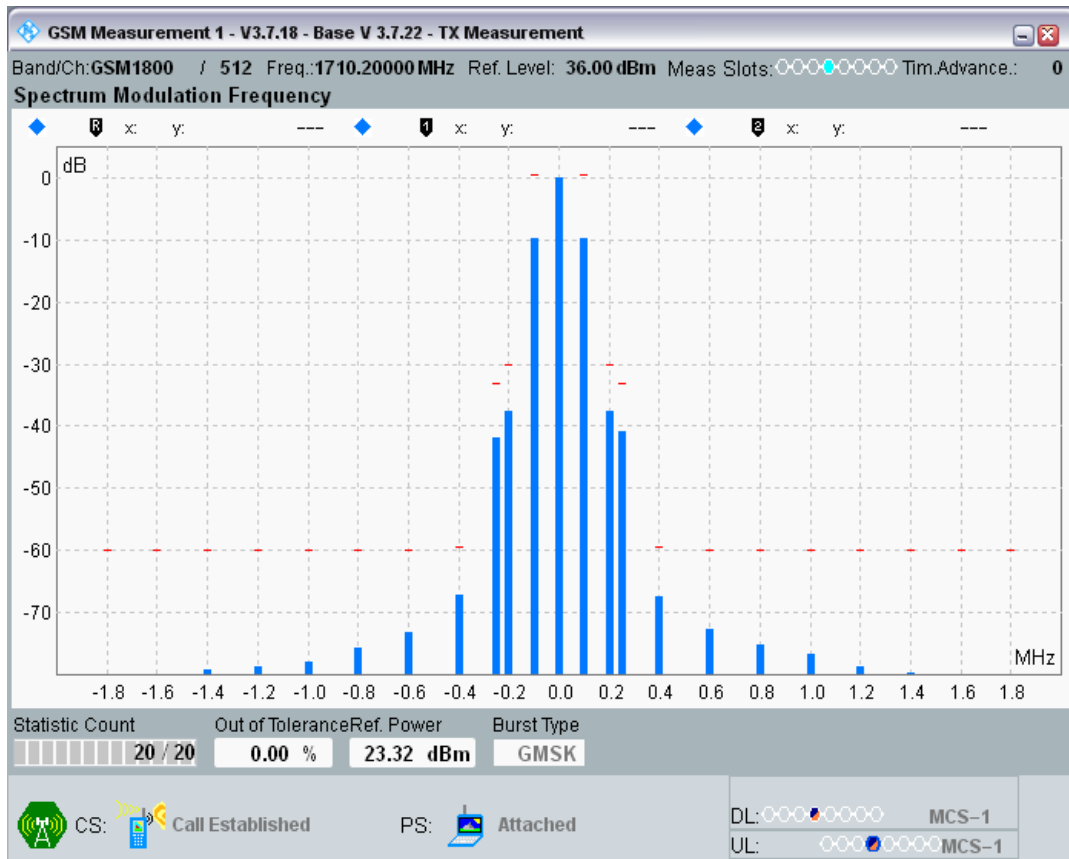 GSM Measurement 1 - V3.7.18 - Base V 3.7.22 - TX Measurement
Band/Ch:GSM1800 / 512 Freq.:1710.20000 MHz Ref. Level: 36.00 dBm Meas Slots: Tim.Advance.: 0
Spectrum Modulation Frequency
R x: y: --- 1 x: y: --- 2 x: y: ---
dB
0
-10
-20
-30
-40
-50
-60
-70
MHz
-1.8 -1.6 -1.4 -1.2 -1.0 -0.8 -0.6 -0.4 -0.2 0.0 0.2 0.4 0.6 0.8 1.0 1.2 1.4 1.6 1.8
Statistic Count Out of Tolerance Ref. Power Burst Type
20 / 20 0.00 % 23.32 dBm GMSK
CS: Call Established PS: Attached
DL: MCS-1
UL: MCS-1